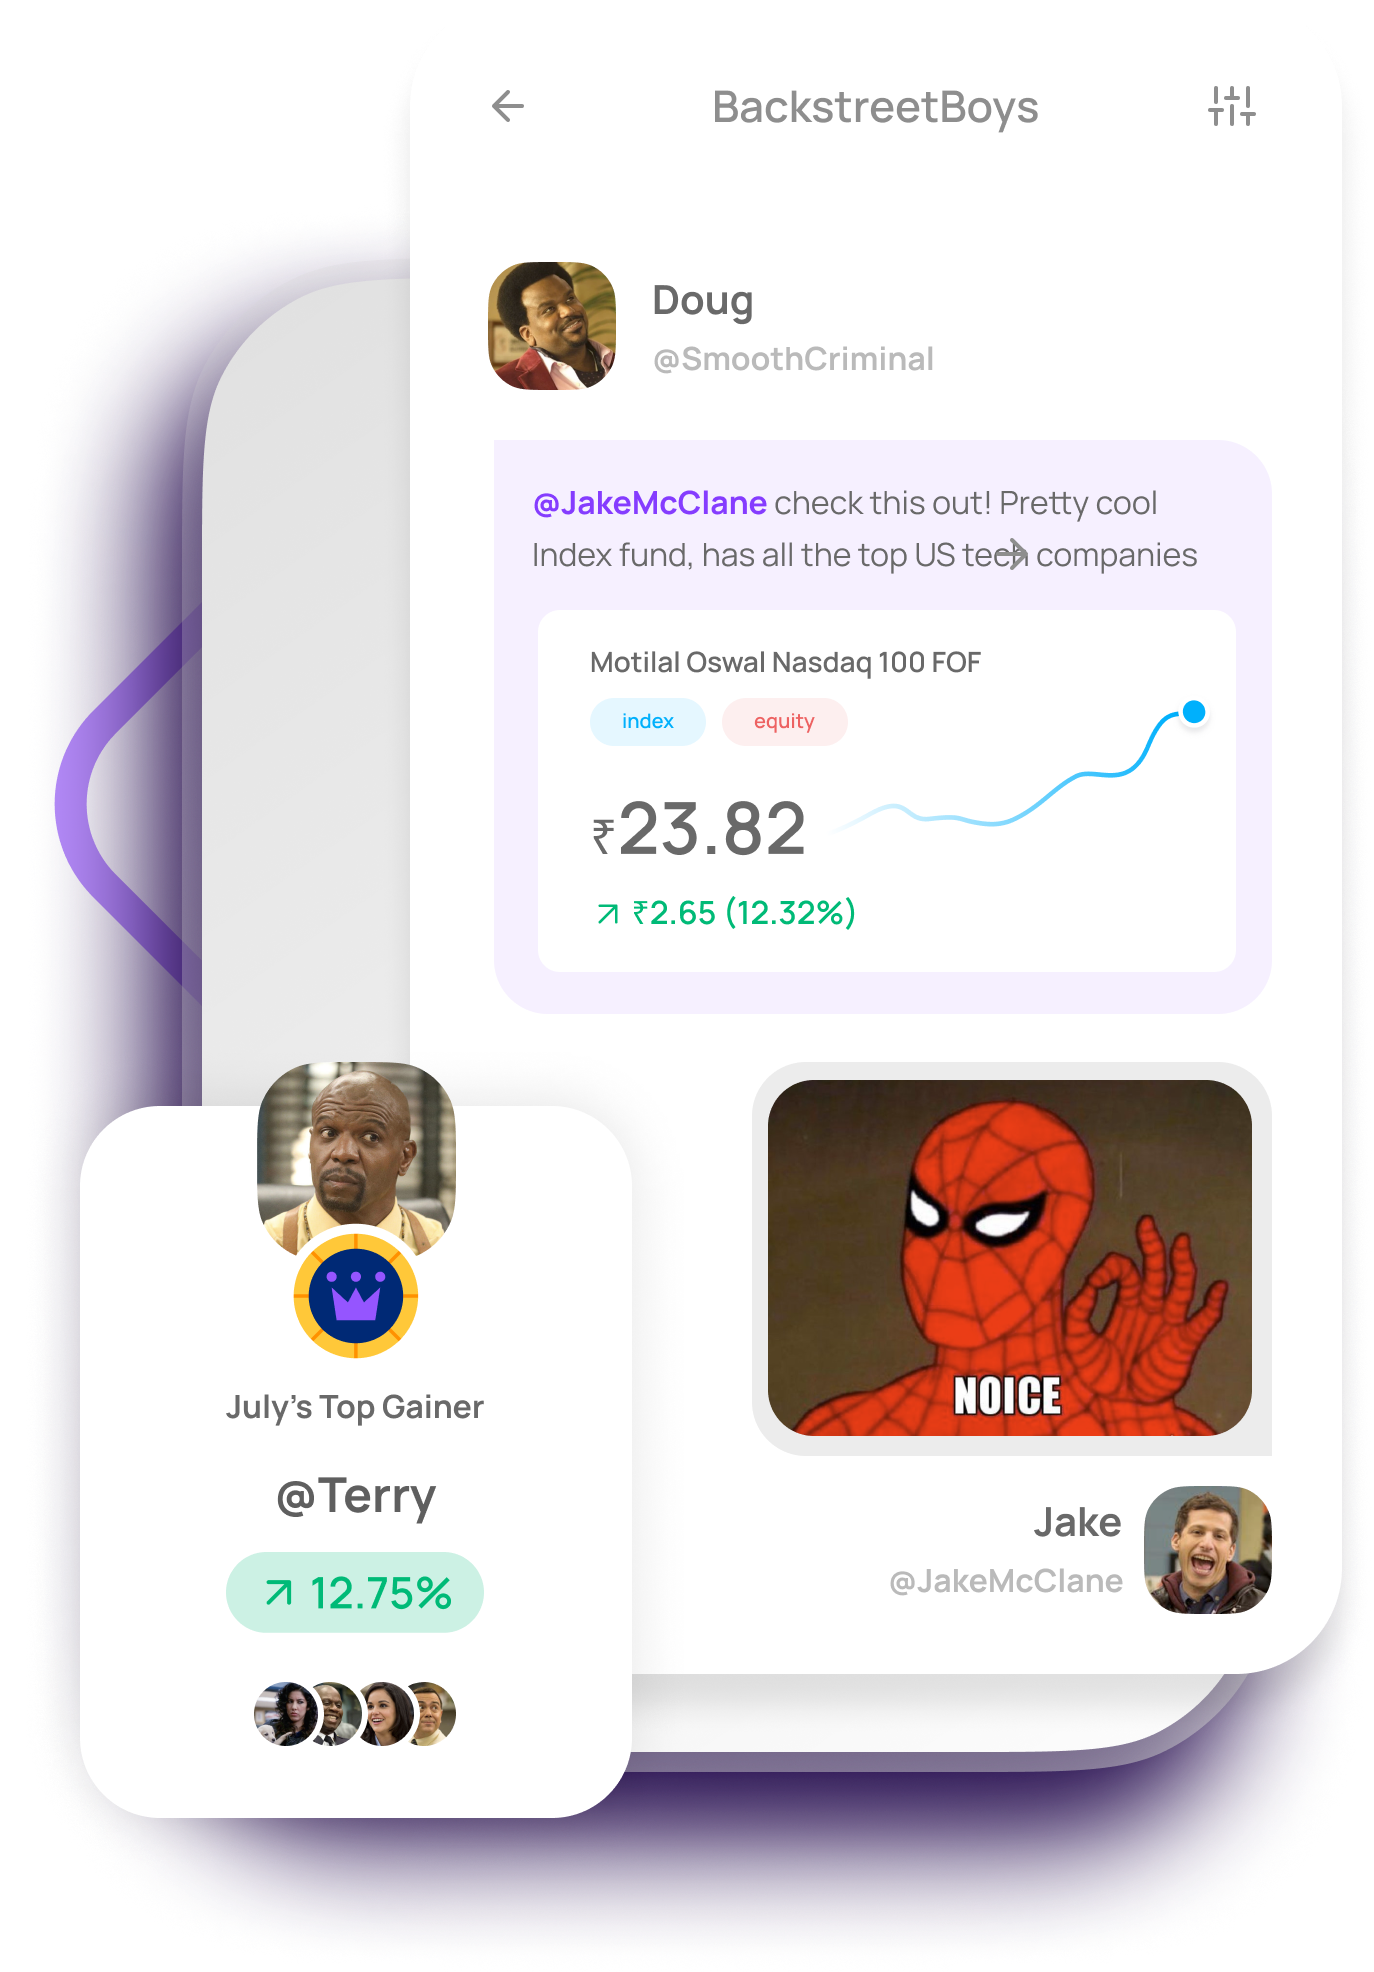 BackstreetBoys
Doug
@SmoothCriminal
@JakeMcClane check this out! Pretty cool
Index fund, has all the top US tech companies
Motilal Oswal Nasdaq 100 FOF
index
equity
₹23.82
₹2.65 (12.32%)
NOICE
Jake
@JakeMcClane
July's Top Gainer
@Terry
12.75%